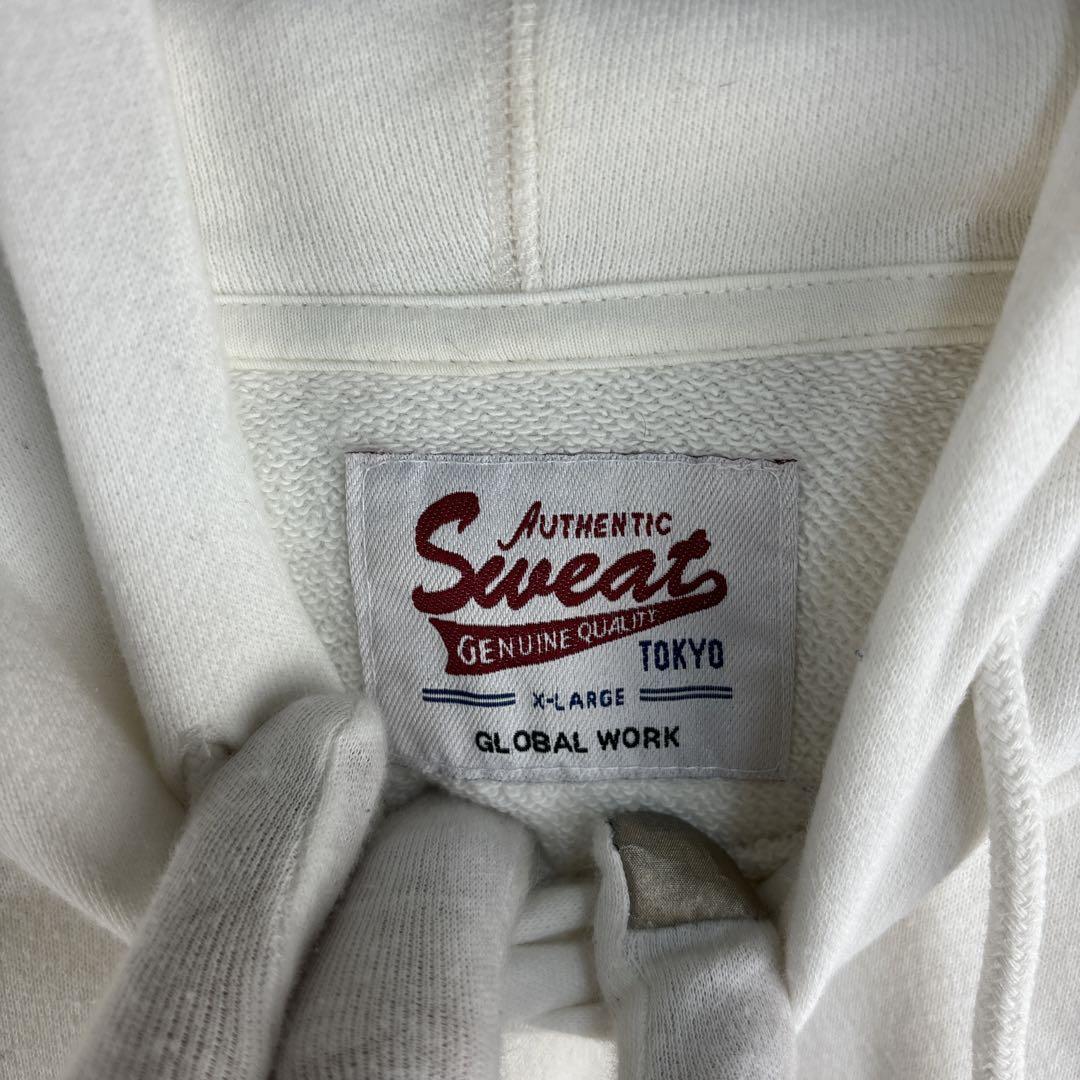 AUTHENTIC
Sweat
GENUINE QUALITY
TOKYO
X-LARGE
GLOBAL WORK